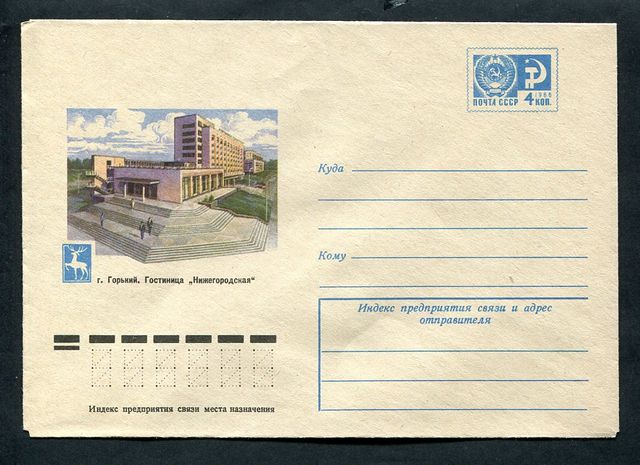 1966
ПОЧТА СССР 4 КОП.
Куда
Кому
г. Горький. Гостиница „Нижегородская"
Индекс предприятия связи и адрес
отправителя
Индекс предприятия связи места назначения